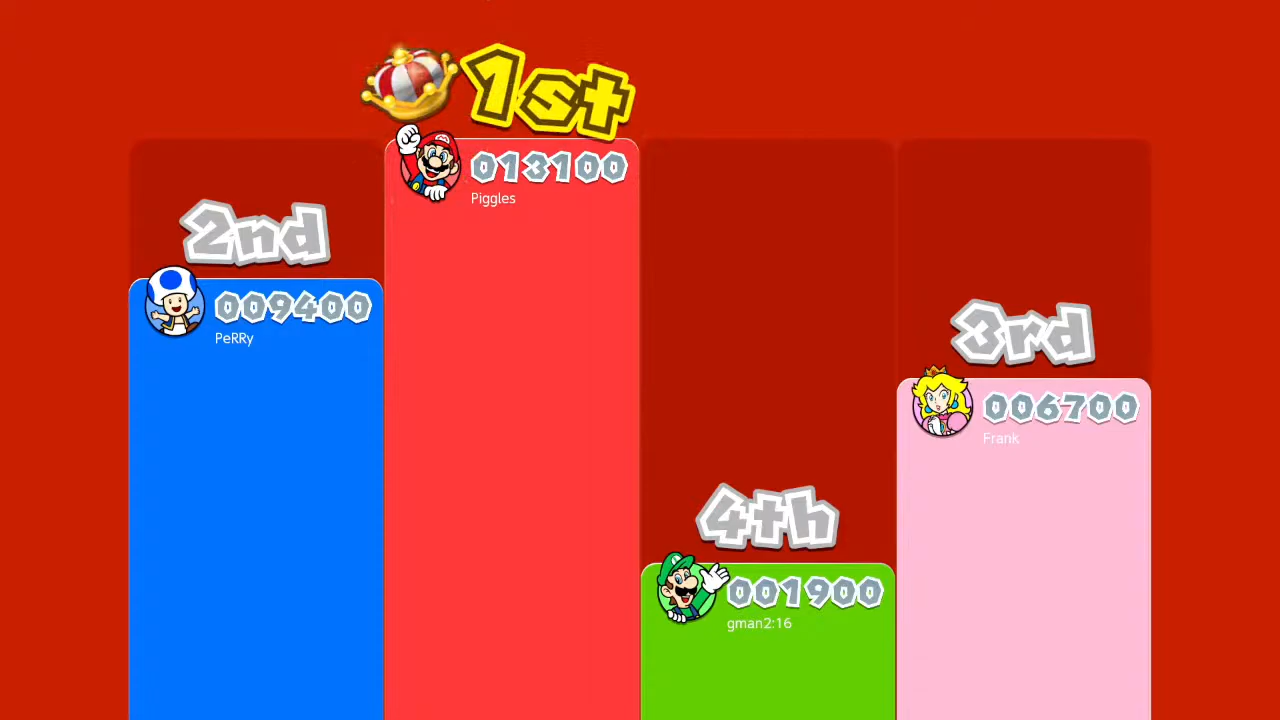 1st
013100
Piggles
2nd
009400
PeRRy
3rd
006700
Frank
4th
001900
gman2:16